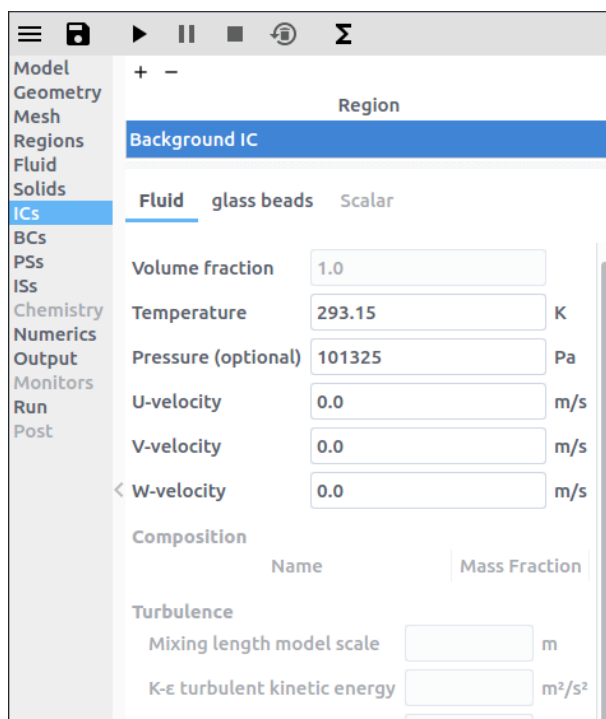 Σ
Model
Geometry
Mesh
Regions
Fluid
Solids
ICs
BCs
PSs
ISs
Chemistry
Numerics
Output
Monitors
Run
Post
+ −
Region
Background IC
Fluid glass beads Scalar
Volume fraction 1.0
Temperature 293.15 K
Pressure (optional) 101325 Pa
U-velocity 0.0 m/s
V-velocity 0.0 m/s
W-velocity 0.0 m/s
Composition
Name Mass Fraction
Turbulence
Mixing length model scale m
K-ε turbulent kinetic energy m²/s²